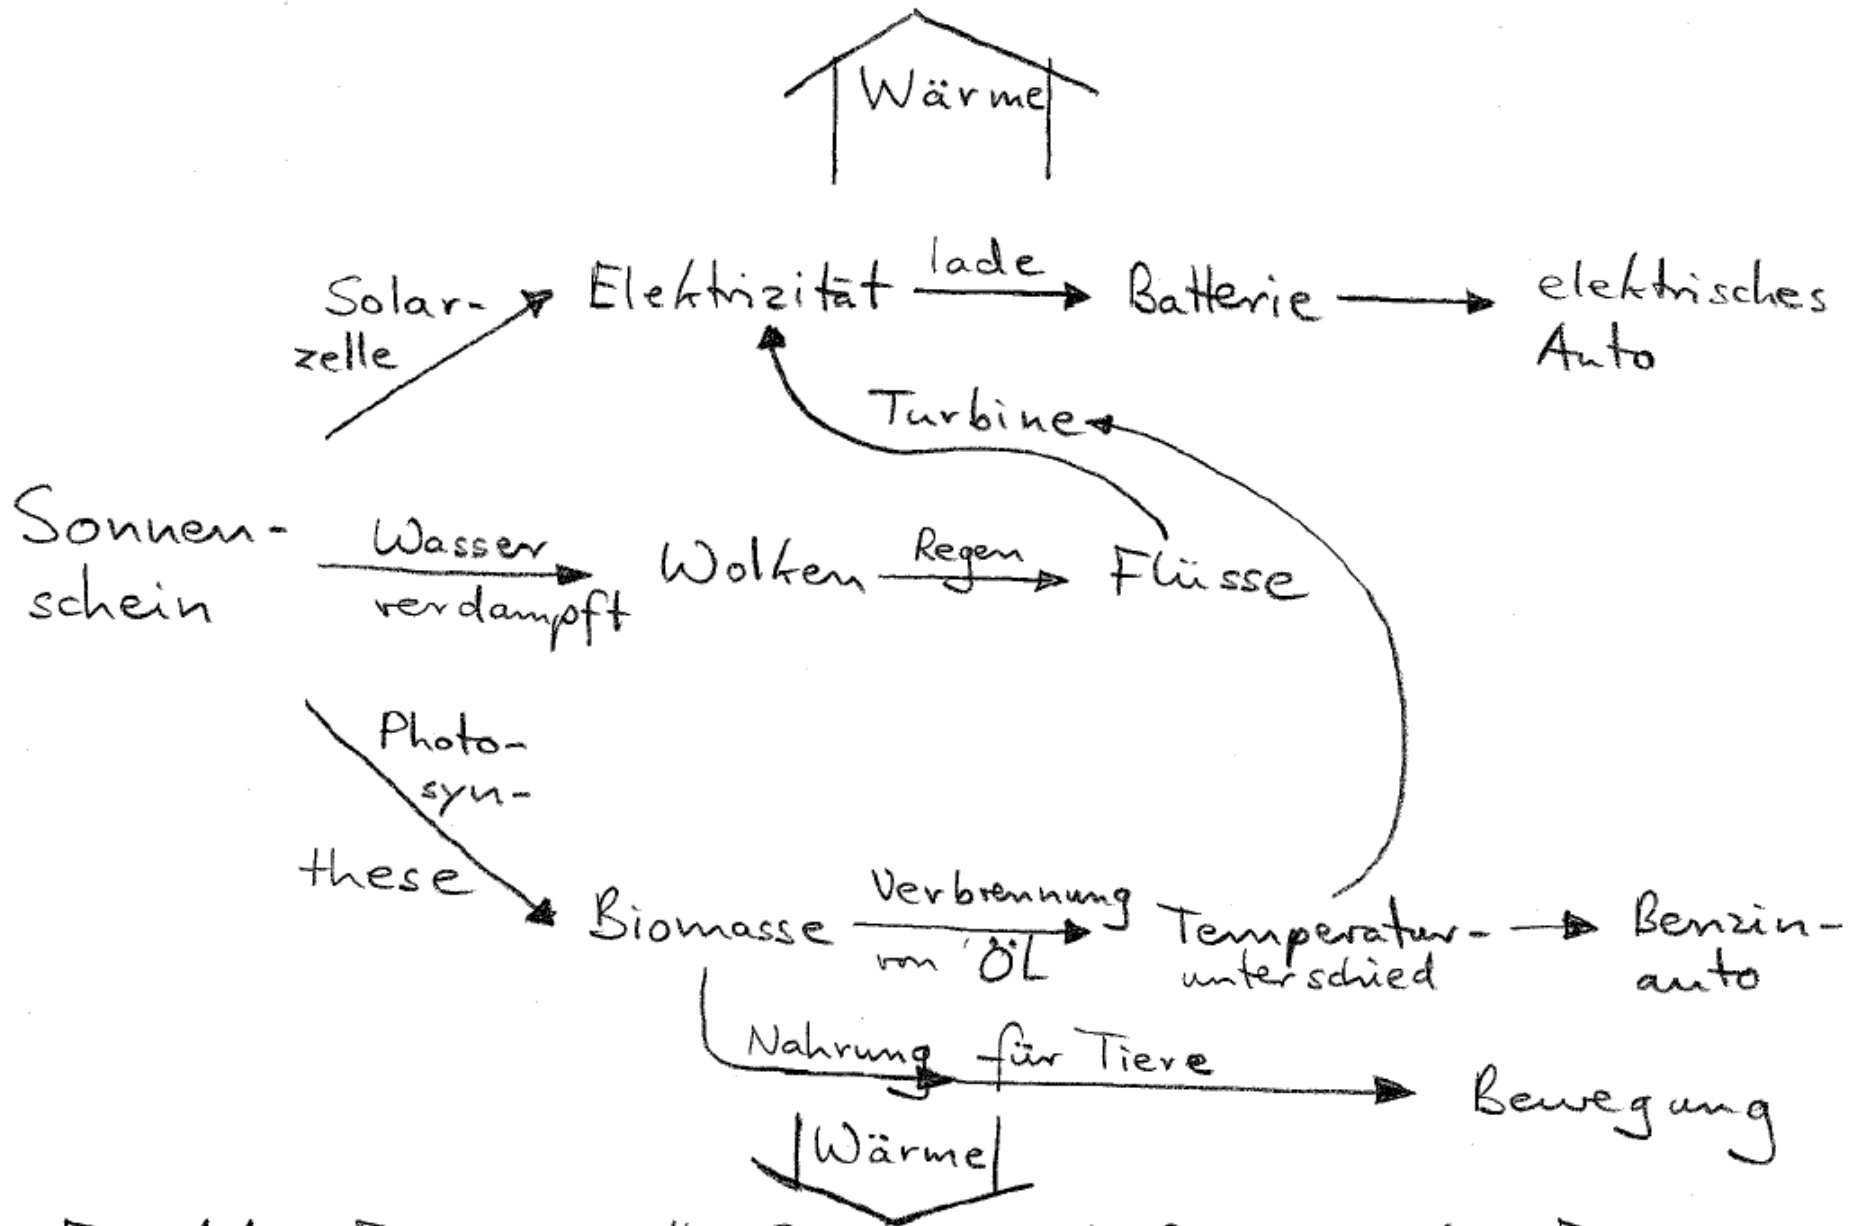 Wärme
lade
Solar-
zelle
Elektrizität
Batterie
elektrisches
Auto
Turbine
Sonnen-
schein
Wasser
verdampft
Wolken
Regen
Flüsse
Photo-
syn-
these
Biomasse
Verbrennung
von ÖL
Temperatur-
unterschied
Benzin-
auto
Nahrung für Tiere
Bewegung
Wärme